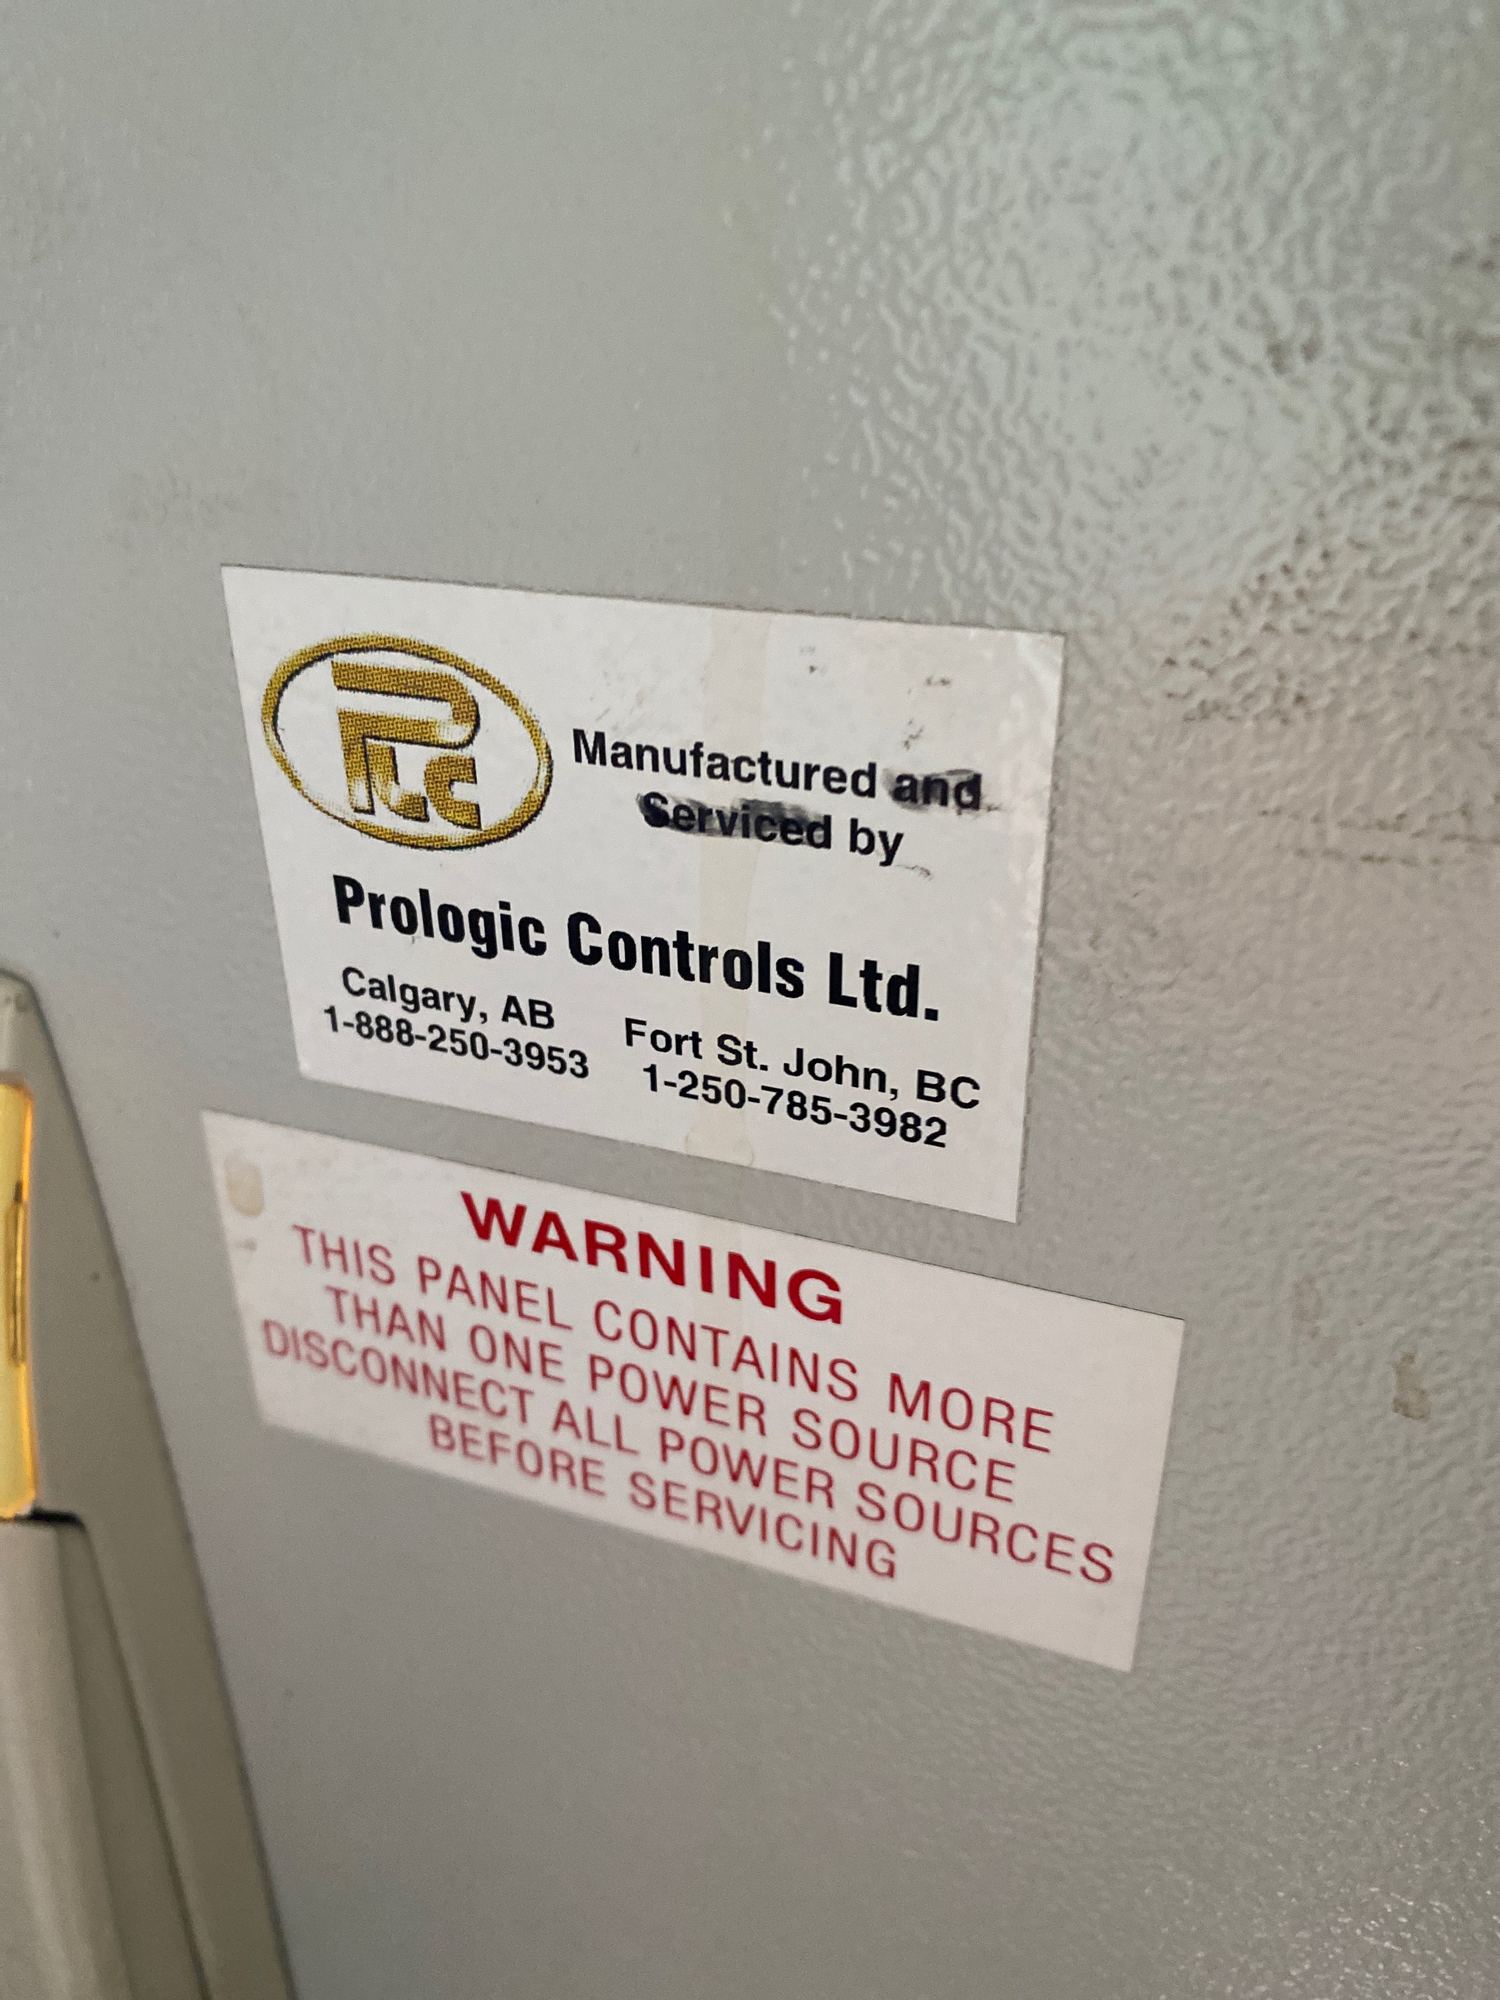 PLC
Manufactured and
Serviced by
Prologic Controls Ltd.
Calgary, AB
1-888-250-3953
Fort St. John, BC
1-250-785-3982
WARNING
THIS PANEL CONTAINS MORE
THAN ONE POWER SOURCE
DISCONNECT ALL POWER SOURCES
BEFORE SERVICING